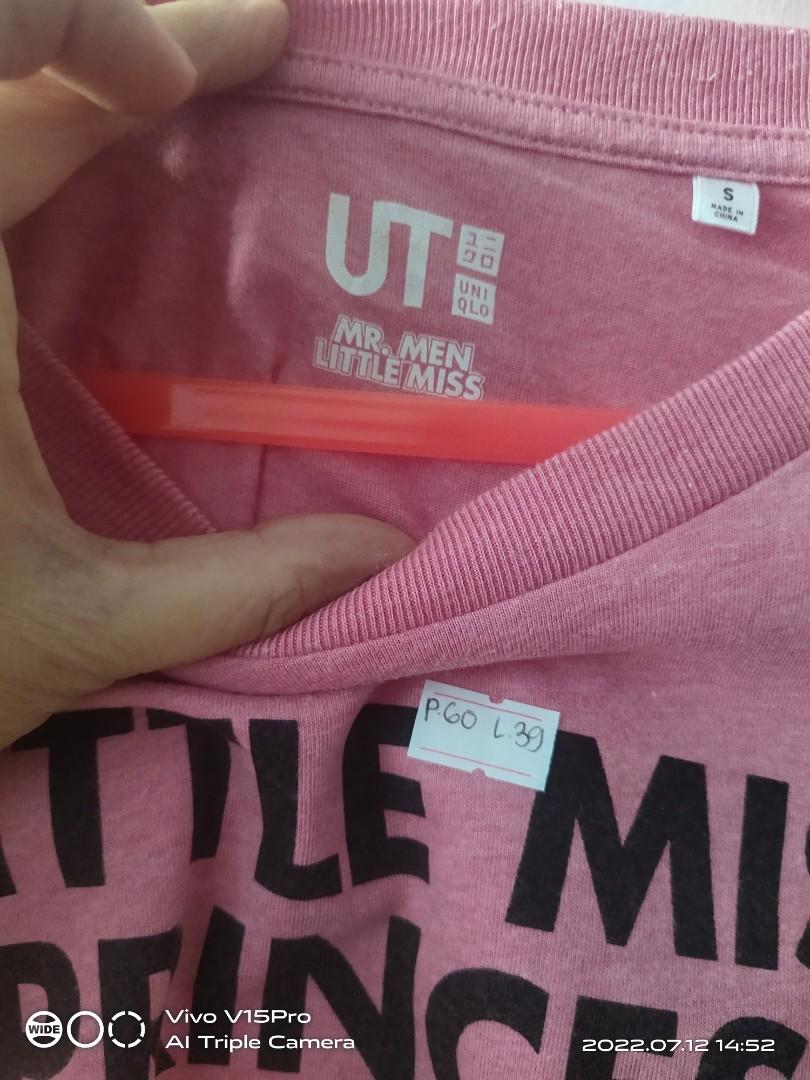 S
MADE IN
CHINA
UT
ユニ
クロ
UNI
QLO
MR. MEN
LITTLE MISS
P.60 L.39
TTLE MIS
PRINCES
Vivo V15Pro
WIDE
AI Triple Camera
2022.07.12 14:52